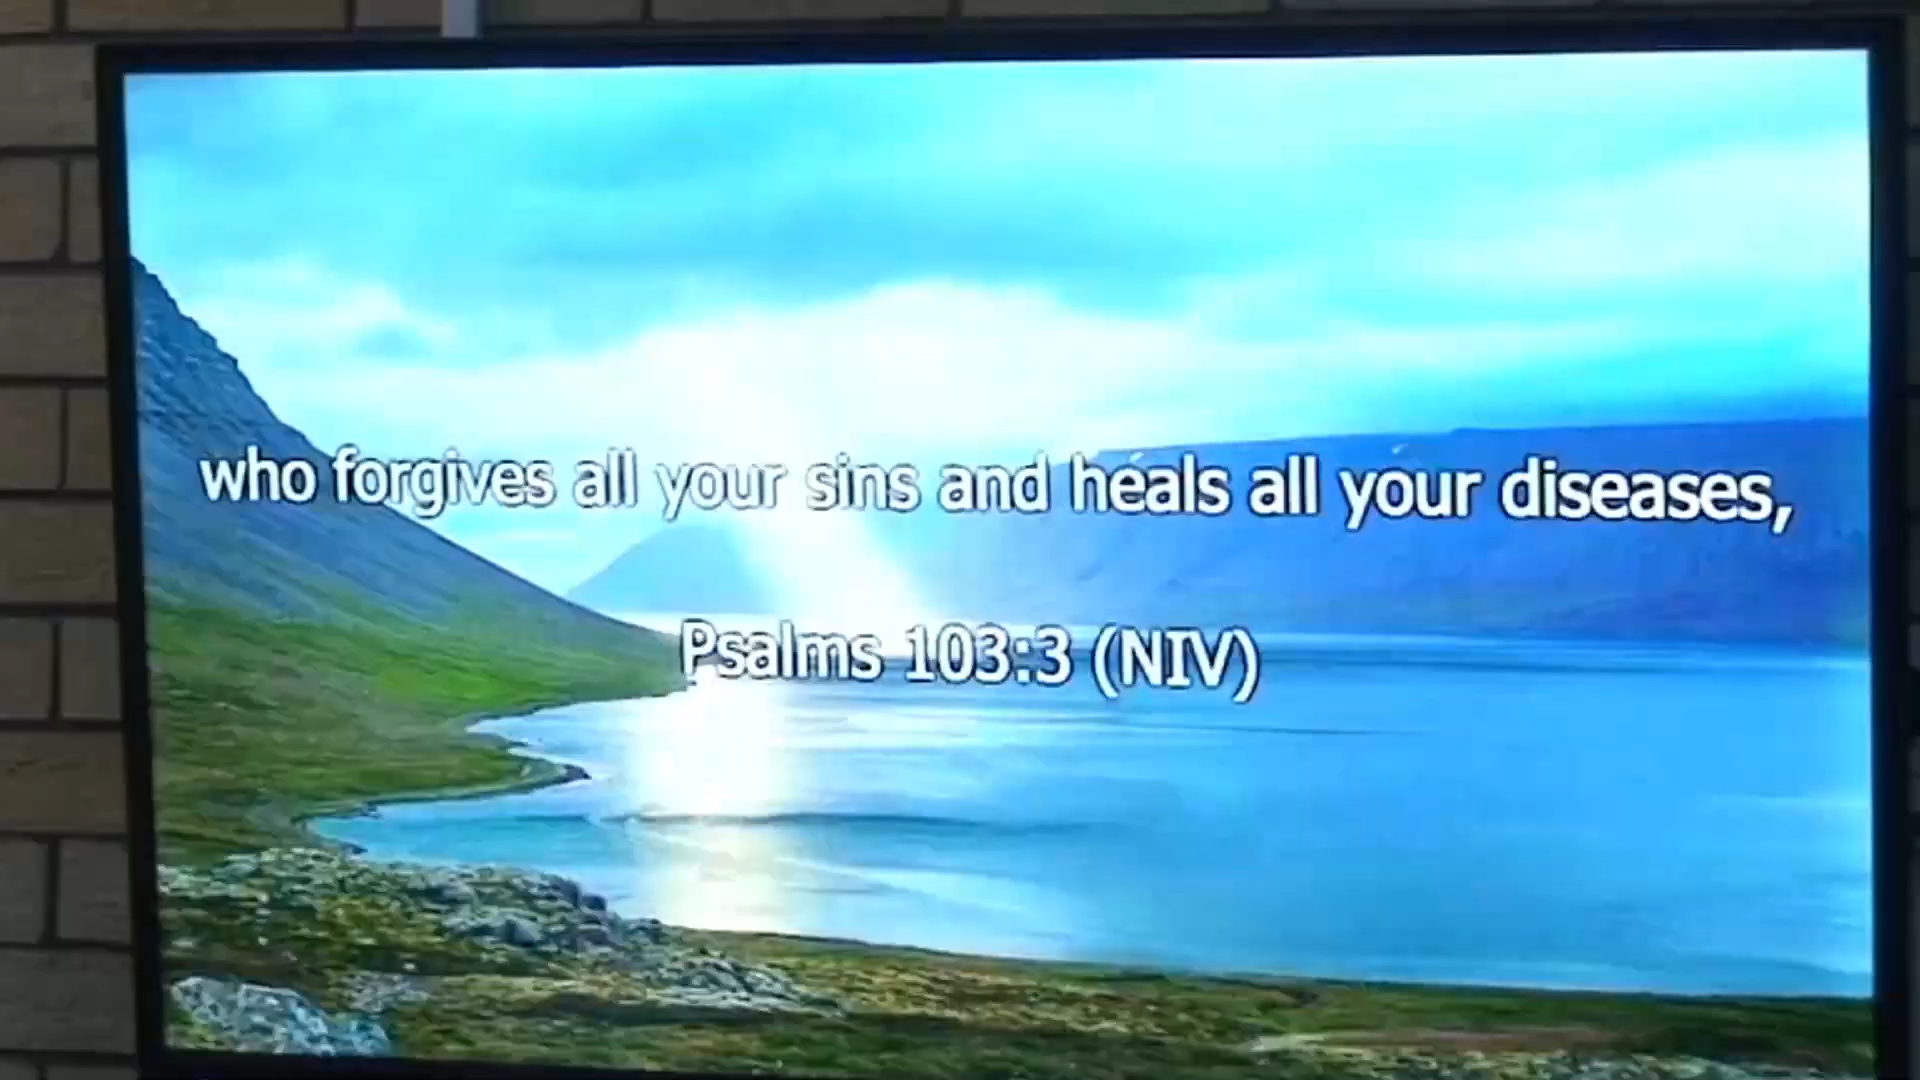 who forgives all your sins and heals all your diseases,
Psalms 103:3 (NIV)